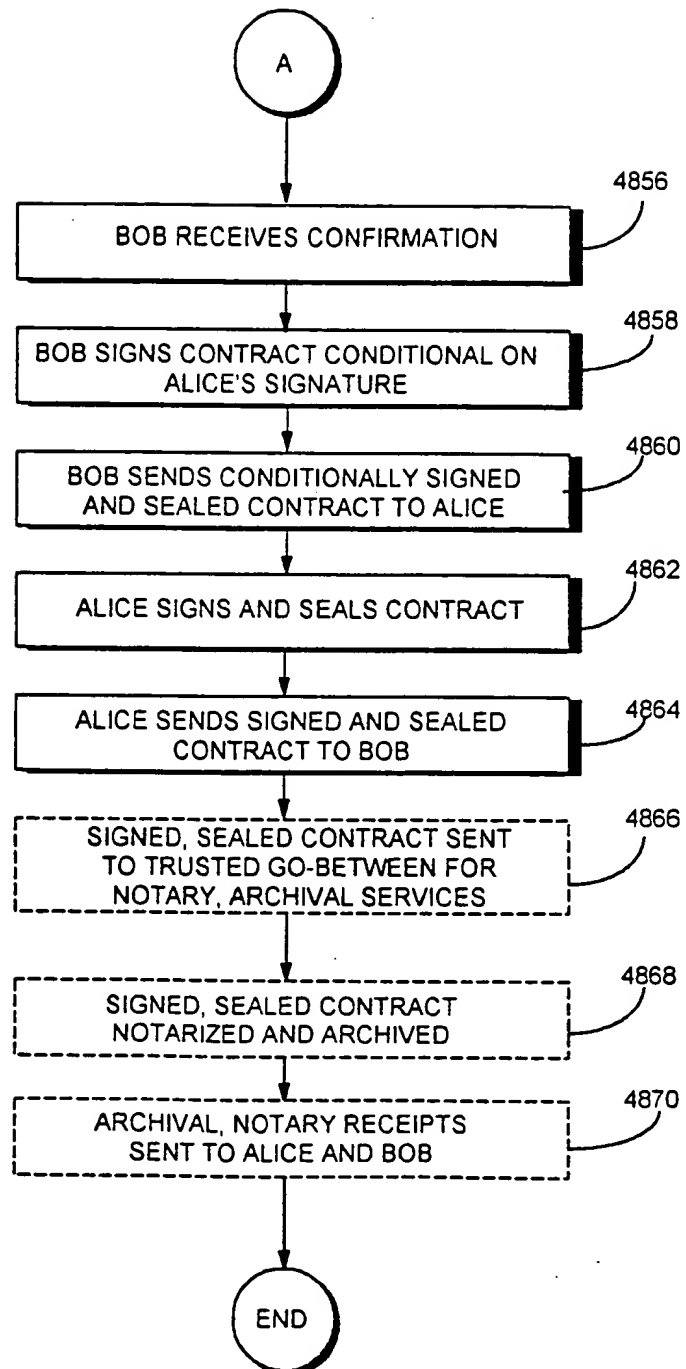 A
4856
BOB RECEIVES CONFIRMATION
4858
BOB SIGNS CONTRACT CONDITIONAL ON
ALICE'S SIGNATURE
4860
BOB SENDS CONDITIONALLY SIGNED
AND SEALED CONTRACT TO ALICE
4862
ALICE SIGNS AND SEALS CONTRACT
4864
ALICE SENDS SIGNED AND SEALED
CONTRACT TO BOB
4866
SIGNED, SEALED CONTRACT SENT
TO TRUSTED GO-BETWEEN FOR
NOTARY, ARCHIVAL SERVICES
4868
SIGNED, SEALED CONTRACT
NOTARIZED AND ARCHIVED
4870
ARCHIVAL, NOTARY RECEIPTS
SENT TO ALICE AND BOB
END